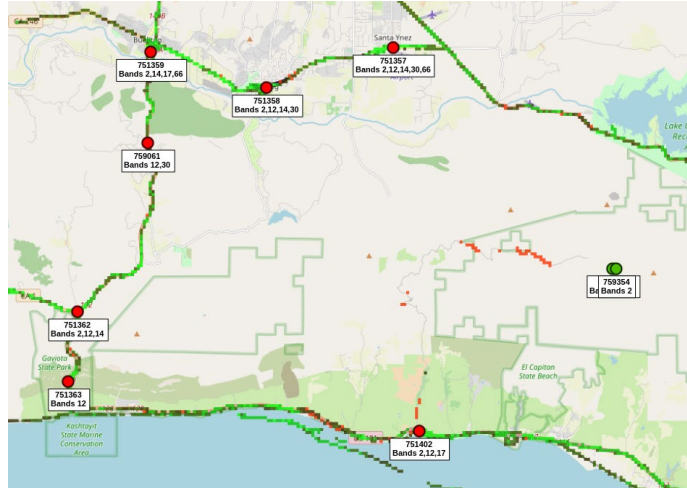 Santa Ynez
751359
Bands 2,14,17,66
751357
Bands 2,12,14,30,66
751358
Bands 2,12,14,30
Lake
Rec
759061
Bands 12,30
759354
Bands 2
751362
Bands 2,12,14
Gaviota
State Park
751363
Bands 12
El Capitan
State Beach
Kashtayit
State Marine
Conservation
Area
751402
Bands 2,12,17